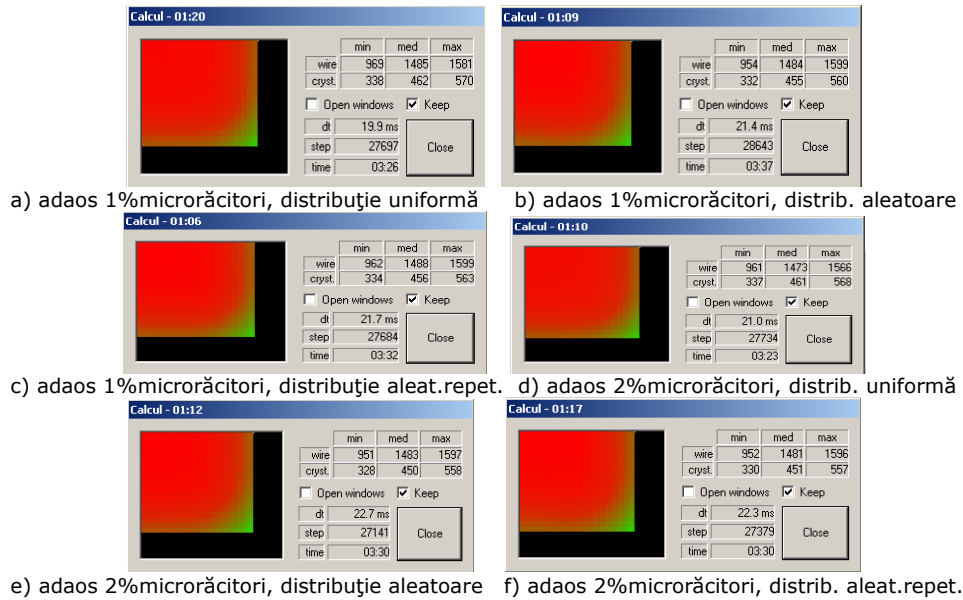 Calcul - 01:20
min med max
wire 969 1485 1581
cryst. 338 462 570
Open windows Keep
dt 19.9 ms
step 27697
time 03:26
Close
Calcul - 01:09
min med max
wire 954 1484 1599
cryst. 332 455 560
Open windows Keep
dt 21.4 ms
step 28643
time 03:37
Close
a) adaos 1%microrăcitori, distribuţie uniformă
b) adaos 1%microrăcitori, distrib. aleatoare
Calcul - 01:06
min med max
wire 962 1488 1599
cryst. 334 456 563
Open windows Keep
dt 21.7 ms
step 27684
time 03:32
Close
Calcul - 01:10
min med max
wire 961 1473 1566
cryst. 337 461 568
Open windows Keep
dt 21.0 ms
step 27734
time 03:23
Close
c) adaos 1%microrăcitori, distribuţie aleat.repet.
d) adaos 2%microrăcitori, distrib. uniformă
Calcul - 01:12
min med max
wire 951 1483 1597
cryst. 328 450 558
Open windows Keep
dt 22.7 ms
step 27141
time 03:30
Close
Calcul - 01:17
min med max
wire 952 1481 1596
cryst. 330 451 557
Open windows Keep
dt 22.3 ms
step 27379
time 03:30
Close
e) adaos 2%microrăcitori, distribuţie aleatoare
f) adaos 2%microrăcitori, distrib. aleat.repet.